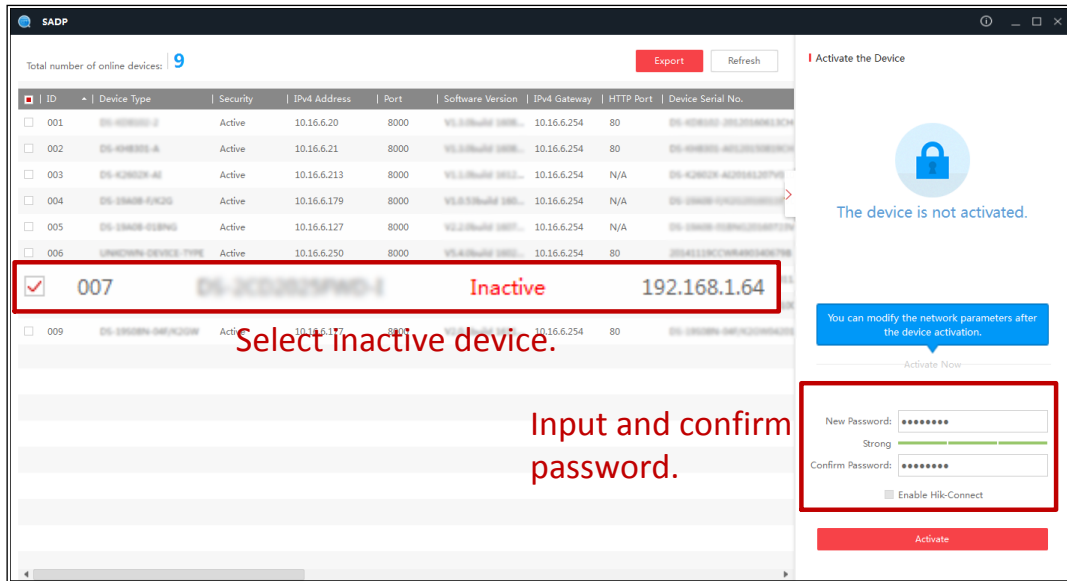 SADP
Total number of online devices: 9
Export
Refresh
ID Device Type Security IPv4 Address Port Software Version IPv4 Gateway HTTP Port Device Serial No.
001 Active 10.16.6.20 8000 10.16.6.254 80
002 Active 10.16.6.21 8000 10.16.6.254 80
003 Active 10.16.6.213 8000 10.16.6.254 N/A
004 Active 10.16.6.179 8000 10.16.6.254 N/A
005 Active 10.16.6.127 8000 10.16.6.254 N/A
006 Active 10.16.6.250 8000 10.16.6.254 80
007 Inactive 192.168.1.64
009 Active 8000 10.16.6.254 80
Select inactive device.
Input and confirm
password.
Activate the Device
The device is not activated.
You can modify the network parameters after
the device activation.
Activate Now
New Password:
Strong
Confirm Password:
Enable Hik-Connect
Activate